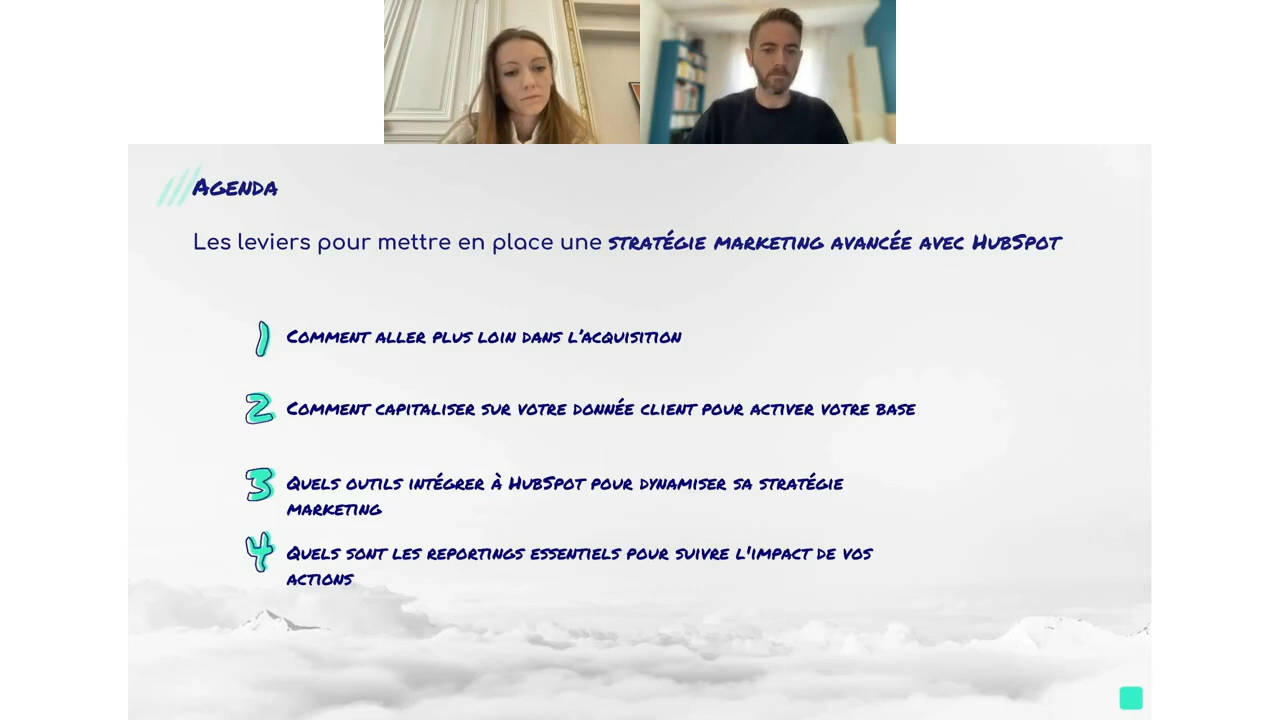 Agenda
Les leviers pour mettre en place une stratégie marketing avancée avec HubSpot
1 Comment aller plus loin dans l'acquisition
2 Comment capitaliser sur votre donnée client pour activer votre base
3 Quels outils intégrer à HubSpot pour dynamiser sa stratégie
marketing
4 Quels sont les reportings essentiels pour suivre l'impact de vos
actions